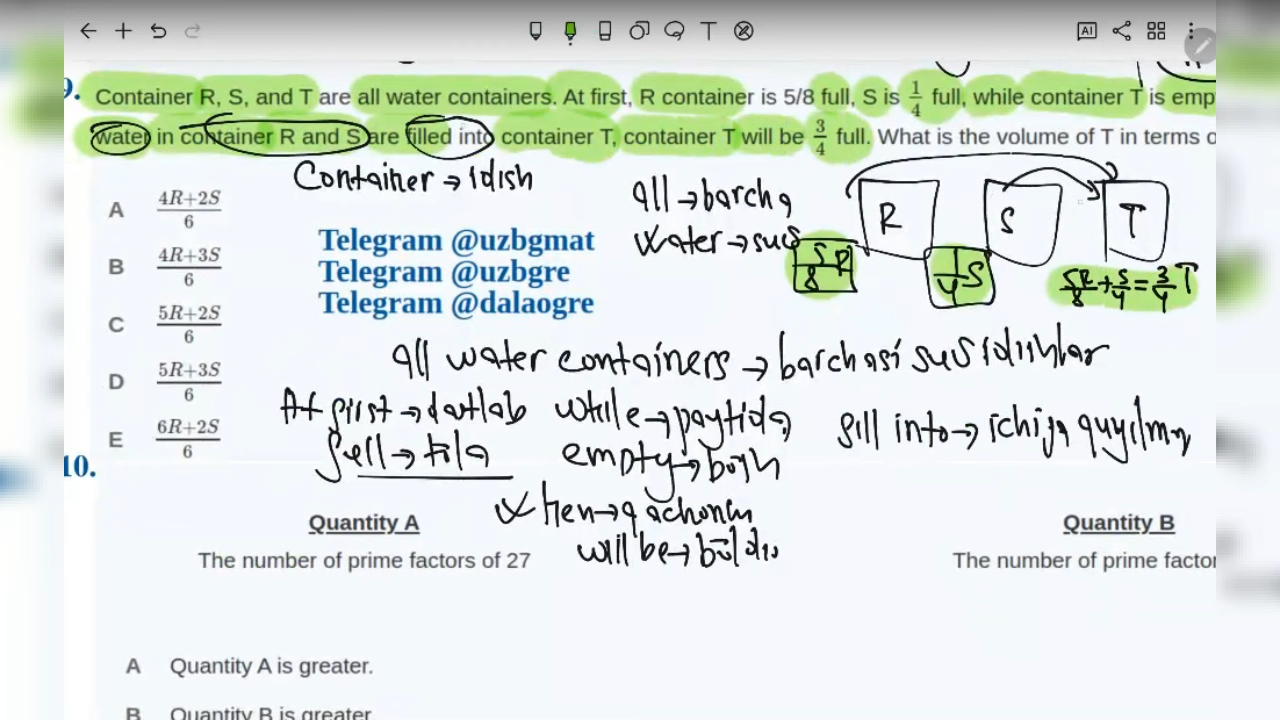 9. Container R, S, and T are all water containers. At first, R container is 5/8 full, S is 1/4 full, while container T is emp
water in container R and S are filled into container T, container T will be 3/4 full. What is the volume of T in terms o
Container → Idish
all → barcha
water → suv
R
S
T
5/8 R
1/4 S
5R/8 + S/4 = 3/4 T
A 4R+2S/6
B 4R+3S/6
C 5R+2S/6
D 5R+3S/6
E 6R+2S/6
Telegram @uzbgmat
Telegram @uzbgre
Telegram @dalaogre
all water containers → barchasi suv idishlar
At first → dastlab
while → paytida
fill into → ichiga quyilmoq
full → to'la
empty → bo'sh
when → qachonki
will be → bo'ladi
10.
Quantity A
Quantity B
The number of prime factors of 27
The number of prime factor
A Quantity A is greater.
B Quantity B is greater